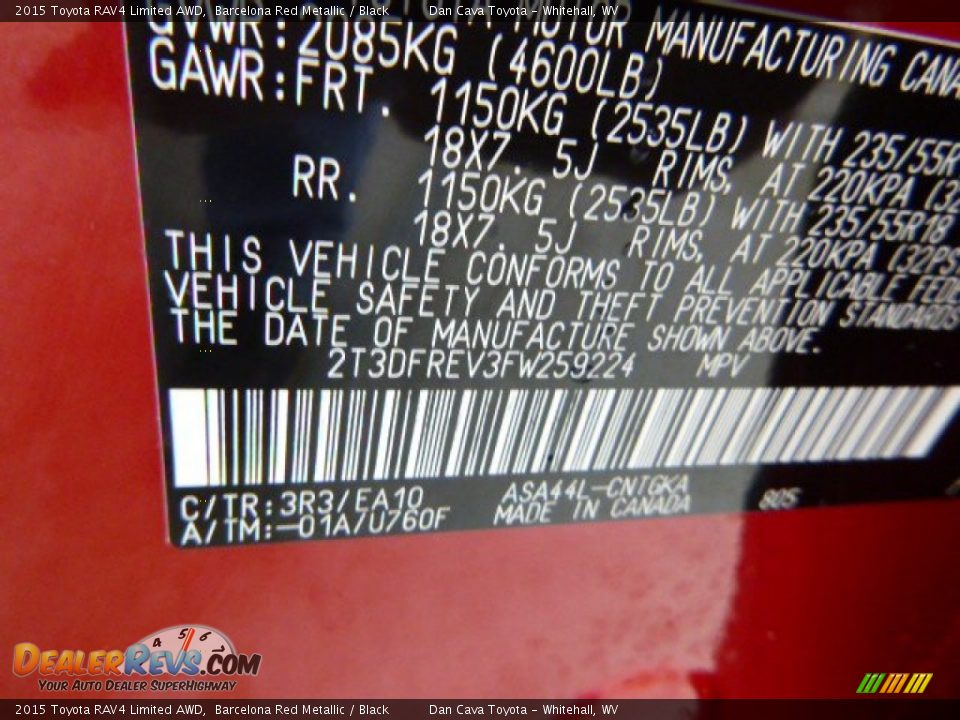 2015 Toyota RAV4 Limited AWD, Barcelona Red Metallic / Black Dan Cava Toyota - Whitehall, WV
MOTOR MANUFACTURING CANA
GVWR:2085KG (4600LB)
GAWR:FRT. 1150KG (2535LB) WITH 235/55R
18X7.5J RIMS, AT 220KPA (32
RR. 1150KG (2535LB) WITH 235/55R18
18X7.5J RIMS, AT 220KPA (32PS
THIS VEHICLE CONFORMS TO ALL APPLICABLE FEDE
VEHICLE SAFETY AND THEFT PREVENTION STANDARDS
THE DATE OF MANUFACTURE SHOWN ABOVE.
2T3DFREV3FW259224 MPV
C/TR:3R3/EA10 ASA44L-CNTGKA 805
A/TM:-01A/U760F MADE IN CANADA
4 5 6
DEALERREVS.COM
YOUR AUTO DEALER SUPERHIGHWAY
2015 Toyota RAV4 Limited AWD, Barcelona Red Metallic / Black Dan Cava Toyota - Whitehall, WV